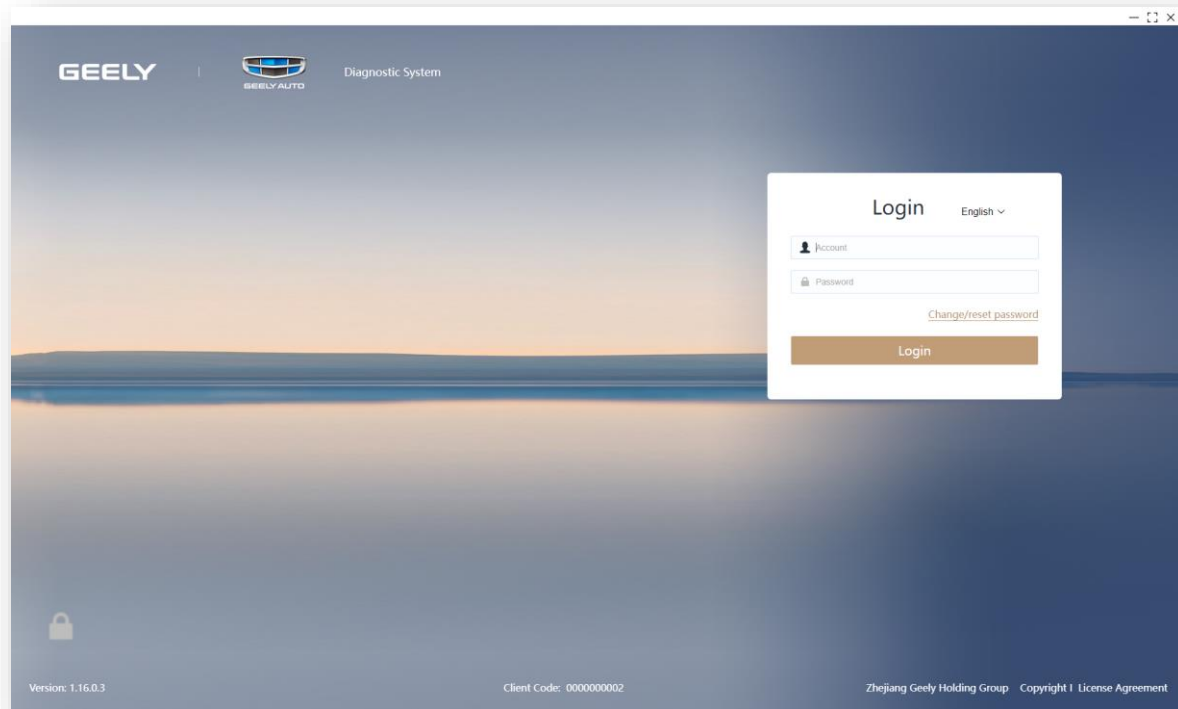 GEELY
GEELY AUTO
Diagnostic System
Login
English
Account
Password
Change/reset password
Login
Version: 1.16.0.3
Client Code: 0000000002
Zhejiang Geely Holding Group Copyright I License Agreement